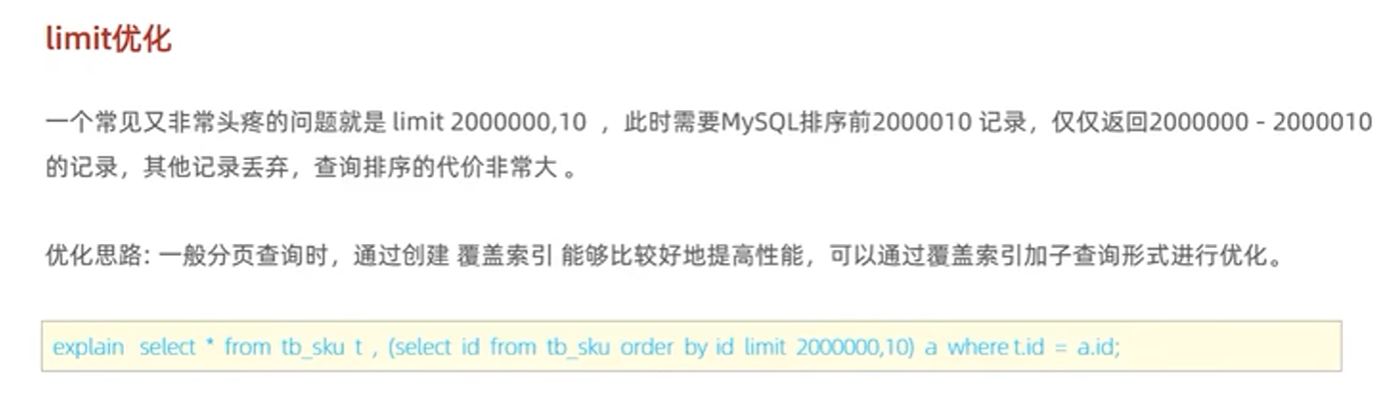 limit优化
一个常见又非常头疼的问题就是 limit 2000000,10 ，此时需要MySQL排序前2000010 记录，仅仅返回2000000 - 2000010
的记录，其他记录丢弃，查询排序的代价非常大 。
优化思路: 一般分页查询时，通过创建 覆盖索引 能够比较好地提高性能，可以通过覆盖索引加子查询形式进行优化。
explain select * from tb_sku t , (select id from tb_sku order by id limit 2000000,10) a where t.id = a.id;